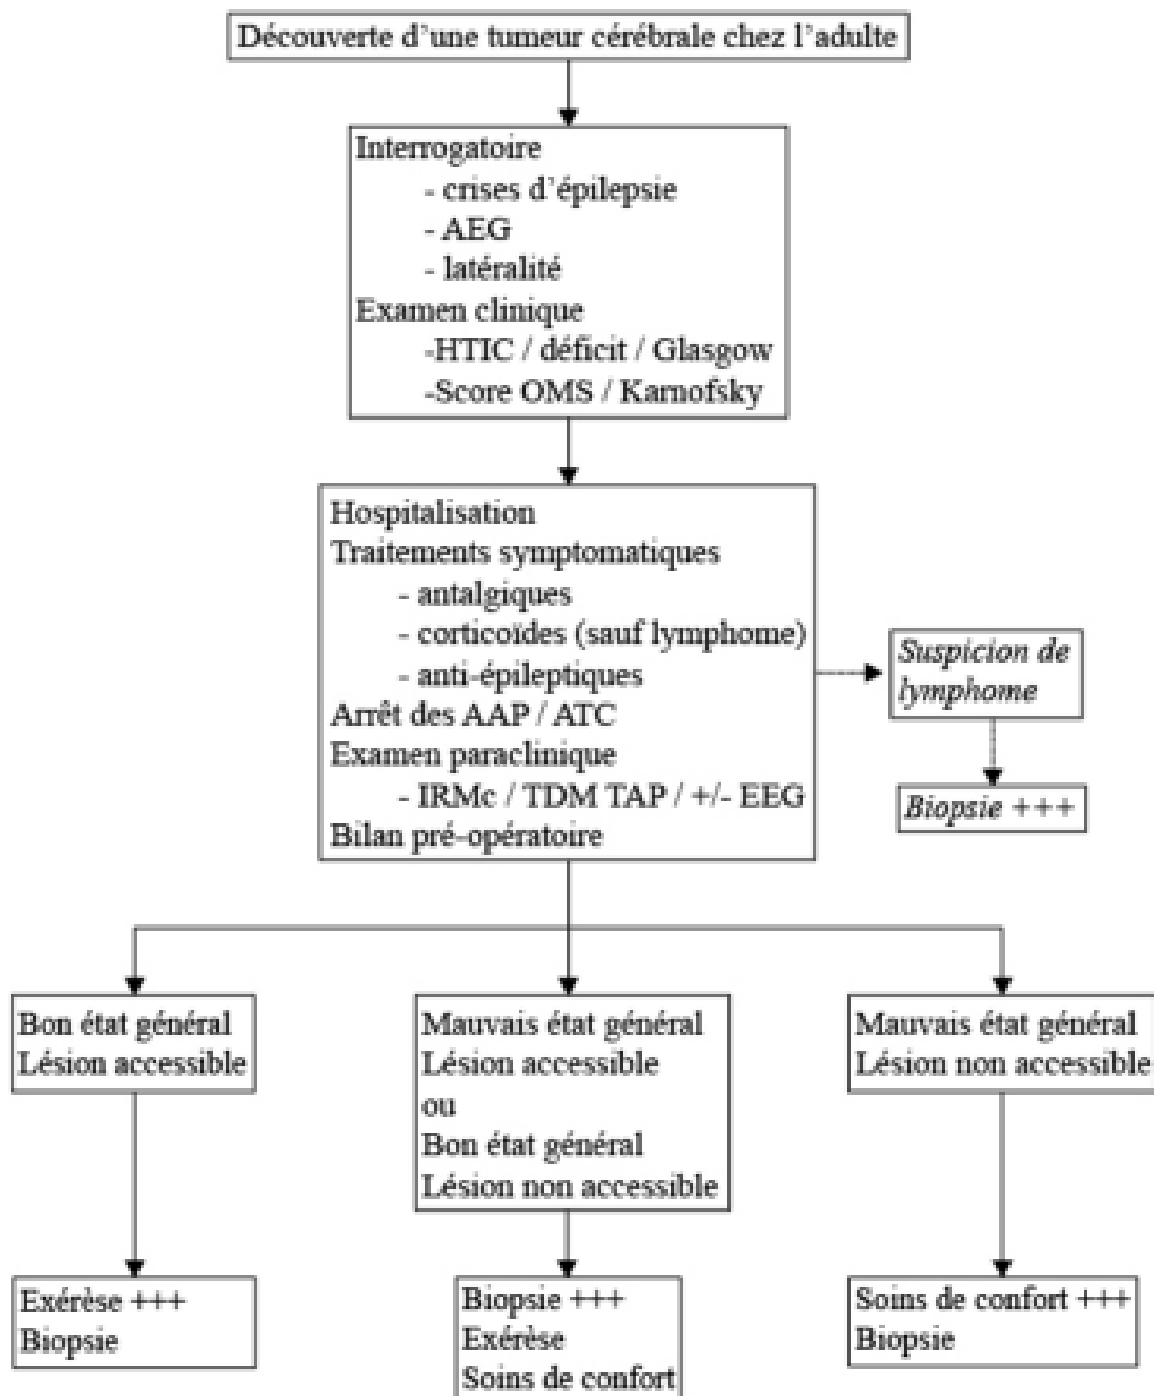 Découverte d'une tumeur cérébrale chez l'adulte
Interrogatoire
- crises d'épilepsie
- AEG
- latéralité
Examen clinique
-HTIC / déficit / Glasgow
-Score OMS / Karnofsky
Hospitalisation
Traitements symptomatiques
- antalgiques
- corticoïdes (sauf lymphome)
- anti-épileptiques
Arrêt des AAP / ATC
Examen paraclinique
- IRMc / TDM TAP / +/- EEG
Bilan pré-opératoire
Suspicion de
lymphome
Biopsie +++
Bon état général
Lésion accessible
Mauvais état général
Lésion accessible
ou
Bon état général
Lésion non accessible
Mauvais état général
Lésion non accessible
Exérèse +++
Biopsie
Biopsie +++
Exérèse
Soins de confort
Soins de confort +++
Biopsie